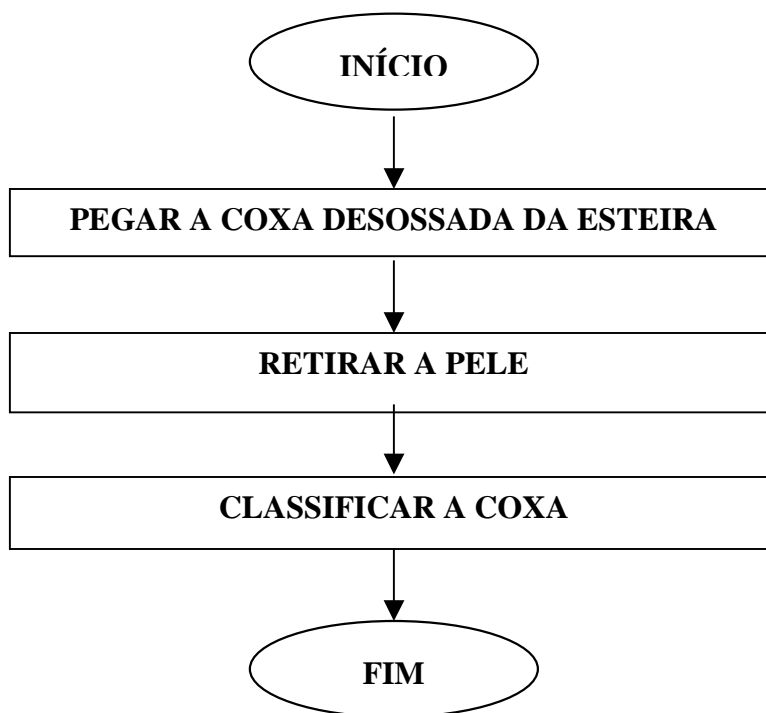 INÍCIO
PEGAR A COXA DESOSSADA DA ESTEIRA
RETIRAR A PELE
CLASSIFICAR A COXA
FIM